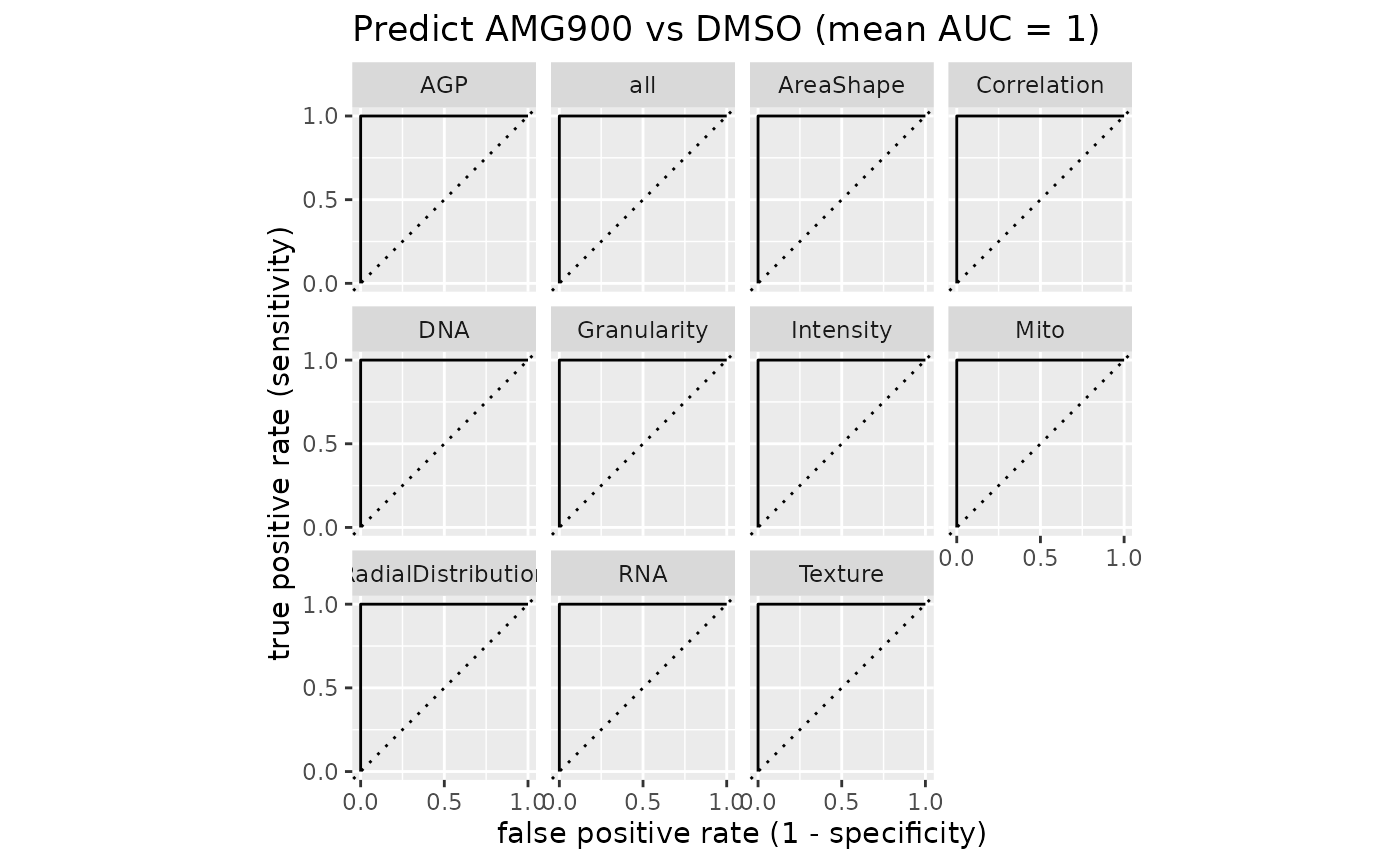 Predict AMG900 vs DMSO (mean AUC = 1)
AGP all AreaShape Correlation
1.0
0.5
0.0
DNA Granularity Intensity Mito
1.0
0.5
0.0
0.0 0.5 1.0
RadialDistribution RNA Texture
1.0
0.5
0.0
0.0 0.5 1.0 0.0 0.5 1.0 0.0 0.5 1.0
false positive rate (1 - specificity)
true positive rate (sensitivity)